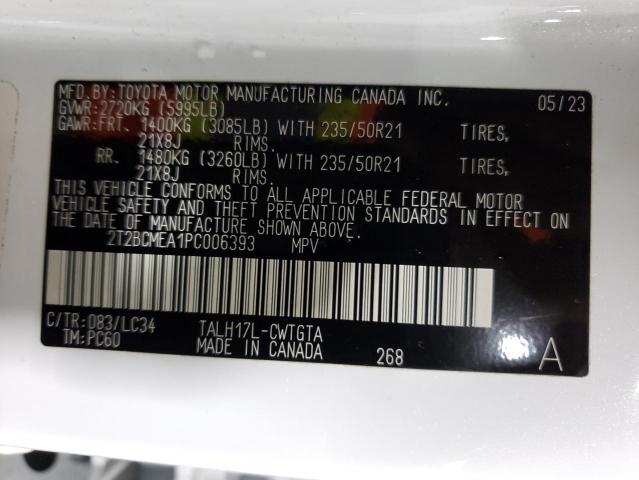 MFD.BY:TOYOTA MOTOR MANUFACTURING CANADA INC. 05/23
GVWR:2720KG (5995LB)
GAWR:FRT. 1400KG (3085LB) WITH 235/50R21 TIRES,
21X8J RIMS.
RR. 1480KG (3260LB) WITH 235/50R21 TIRES,
21X8J RIMS.
THIS VEHICLE CONFORMS TO ALL APPLICABLE FEDERAL MOTOR
VEHICLE SAFETY AND THEFT PREVENTION STANDARDS IN EFFECT ON
THE DATE OF MANUFACTURE SHOWN ABOVE.
2T2BCMEA1PC006393 MPV
C/TR:083/LC34 TALH17L-CWTGTA
TM:PC60 MADE IN CANADA 268 A